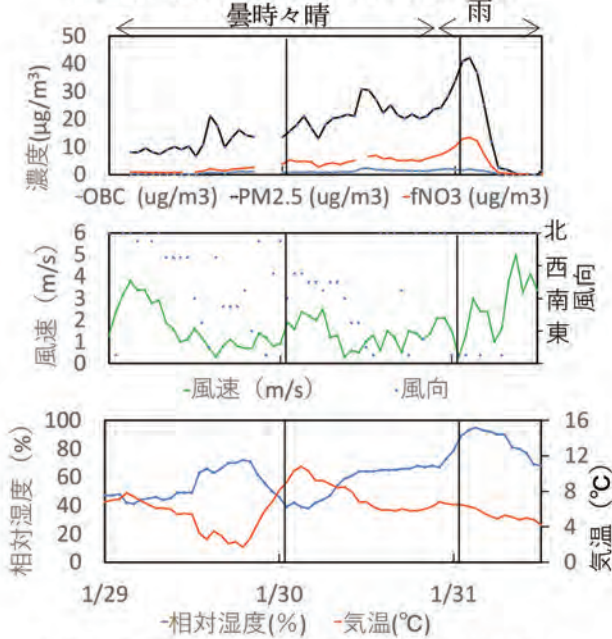 曇時々晴 雨
濃度(μg/m³)
50
40
30
20
10
0
-OBC (ug/m3) -PM2.5 (ug/m3) -fNO3 (ug/m3)
風速（m/s）
6
5
4
3
2
1
0
北
西
南
東
風向
-風速（m/s） ・風向
相対湿度（%）
100
80
60
40
20
0
16
12
8
4
0
気温（℃）
1/29 1/30 1/31
-相対湿度(%) -気温(℃)